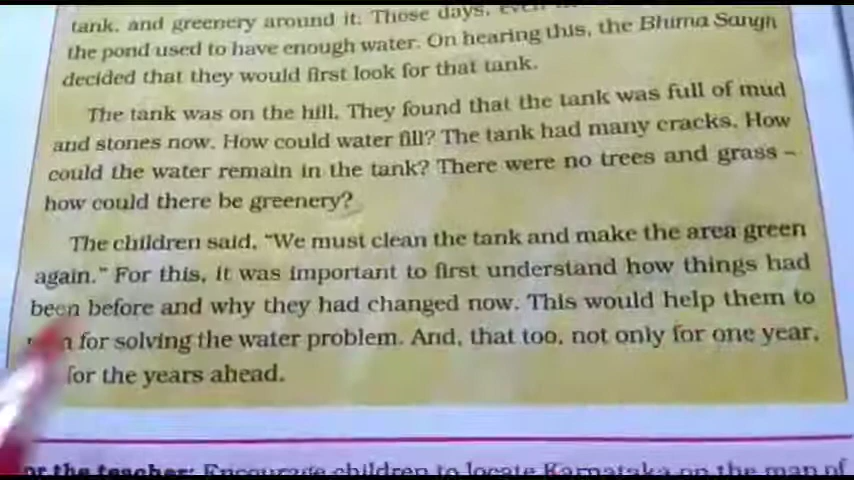 tank, and greenery around it. Those days, even
the pond used to have enough water. On hearing this, the Bhima Sangh
decided that they would first look for that tank.
The tank was on the hill. They found that the tank was full of mud
and stones now. How could water fill? The tank had many cracks. How
could the water remain in the tank? There were no trees and grass –
how could there be greenery?
The children said, “We must clean the tank and make the area green
again.” For this, it was important to first understand how things had
been before and why they had changed now. This would help them to
for solving the water problem. And, that too, not only for one year,
for the years ahead.
or the teacher: Encourage children to locate Karnataka on the map of